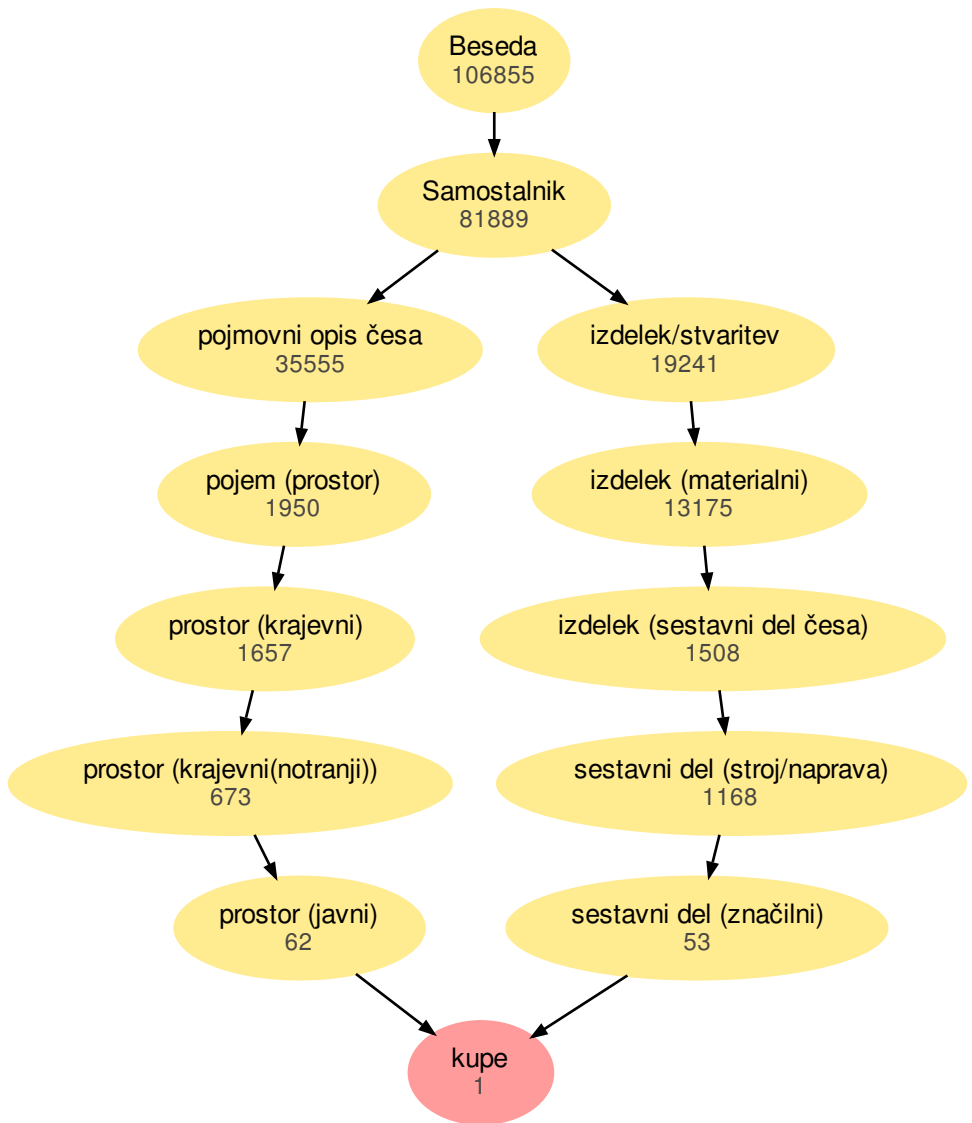 Beseda
106855
Samostalnik
81889
pojmovni opis česa
35555
izdelek/stvaritev
19241
pojem (prostor)
1950
izdelek (materialni)
13175
prostor (krajevni)
1657
izdelek (sestavni del česa)
1508
prostor (krajevni(notranji))
673
sestavni del (stroj/naprava)
1168
prostor (javni)
62
sestavni del (značilni)
53
kupe
1